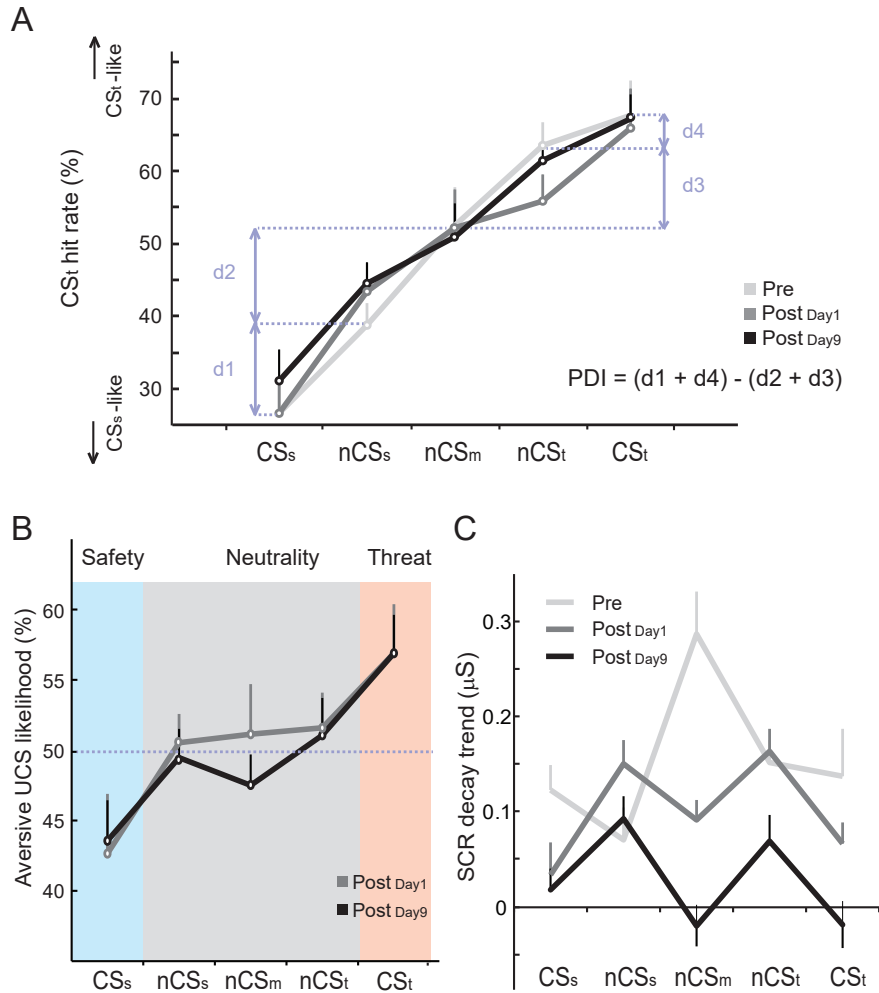 A
CSt-like
CSt hit rate (%)
CSs-like
70
60
50
40
30
d4
d3
d2
d1
Pre
Post Day1
Post Day9
PDI = (d1 + d4) - (d2 + d3)
CSs nCSs nCSm nCSt CSt
B
Safety Neutrality Threat
Aversive UCS likelihood (%)
60
55
50
45
40
Post Day1
Post Day9
CSs nCSs nCSm nCSt CSt
C
SCR decay trend (µS)
Pre
Post Day1
Post Day9
0.3
0.2
0.1
0
CSs nCSs nCSm nCSt CSt